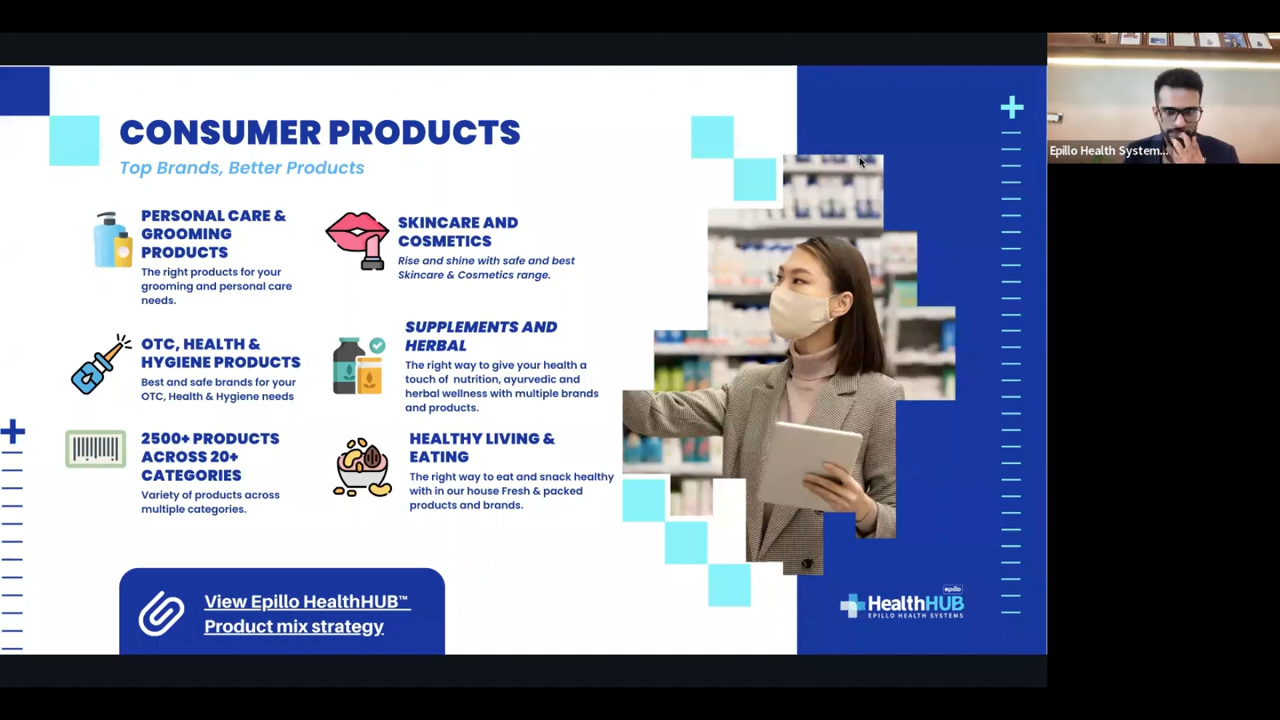 CONSUMER PRODUCTS
Top Brands, Better Products
PERSONAL CARE &
GROOMING
PRODUCTS
The right products for your
grooming and personal care
needs.
SKINCARE AND
COSMETICS
Rise and shine with safe and best
Skincare & Cosmetics range.
OTC, HEALTH &
HYGIENE PRODUCTS
Best and safe brands for your
OTC, Health & Hygiene needs
SUPPLEMENTS AND
HERBAL
The right way to give your health a
touch of nutrition, ayurvedic and
herbal wellness with multiple brands
and products.
2500+ PRODUCTS
ACROSS 20+
CATEGORIES
Variety of products across
multiple categories.
HEALTHY LIVING &
EATING
The right way to eat and snack healthy
with in our house Fresh & packed
products and brands.
View Epillo HealthHUB™
Product mix strategy
epillo
HealthHUB
EPILLO HEALTH SYSTEMS
Epillo Health System...